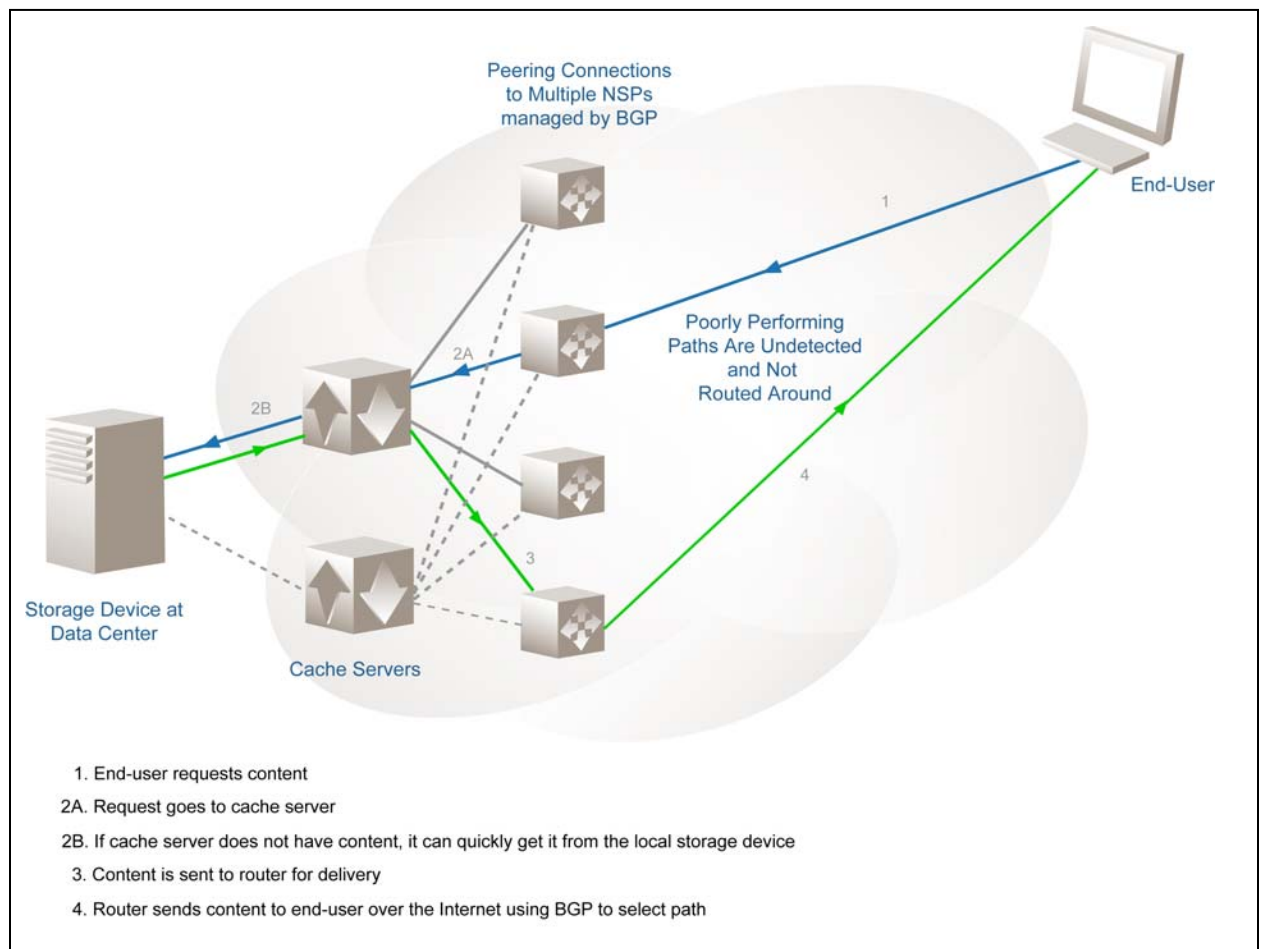 Peering Connections
to Multiple NSPs
managed by BGP
End-User
1
Poorly Performing
Paths Are Undetected
and Not
Routed Around
2A
2B
4
3
Storage Device at
Data Center
Cache Servers
1. End-user requests content
2A. Request goes to cache server
2B. If cache server does not have content, it can quickly get it from the local storage device
3. Content is sent to router for delivery
4. Router sends content to end-user over the Internet using BGP to select path